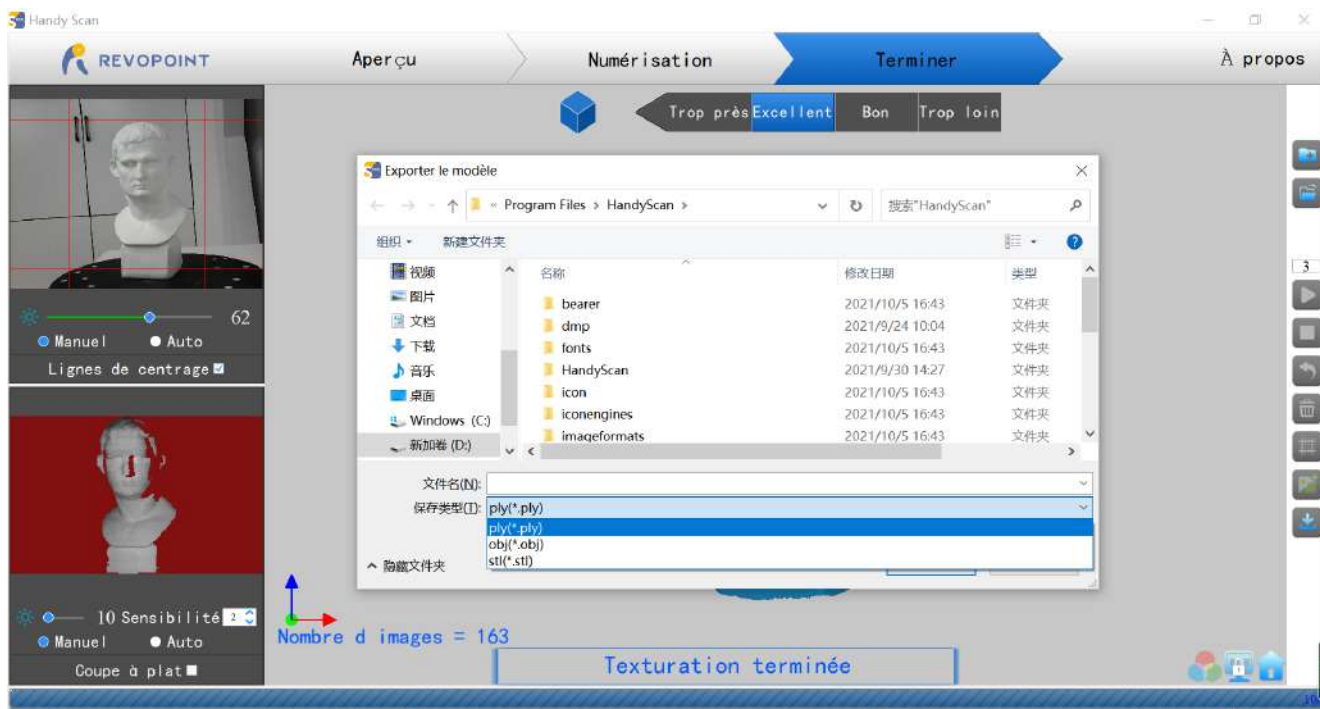 Handy Scan
REVOPOINT
Aperçu
Numérisation
Terminer
À propos
Trop près
Excellent
Bon
Trop loin
62
Manuel
Auto
Lignes de centrage
10 Sensibilité 2
Manuel
Auto
Coupe à plat
Exporter le modèle
« Program Files > HandyScan >
搜索"HandyScan"
组织
新建文件夹
视频
图片
文档
下载
音乐
桌面
Windows (C:)
新加卷 (D:)
名称 修改日期 类型
bearer 2021/10/5 16:43 文件夹
dmp 2021/9/24 10:04 文件夹
fonts 2021/10/5 16:43 文件夹
HandyScan 2021/9/30 14:27 文件夹
icon 2021/10/5 16:43 文件夹
iconengines 2021/10/5 16:43 文件夹
imageformats 2021/10/5 16:43 文件夹
文件名(N):
保存类型(T): ply(*.ply)
ply(*.ply)
obj(*.obj)
stl(*.stl)
隐藏文件夹
3
Nombre d images = 163
Texturation terminée